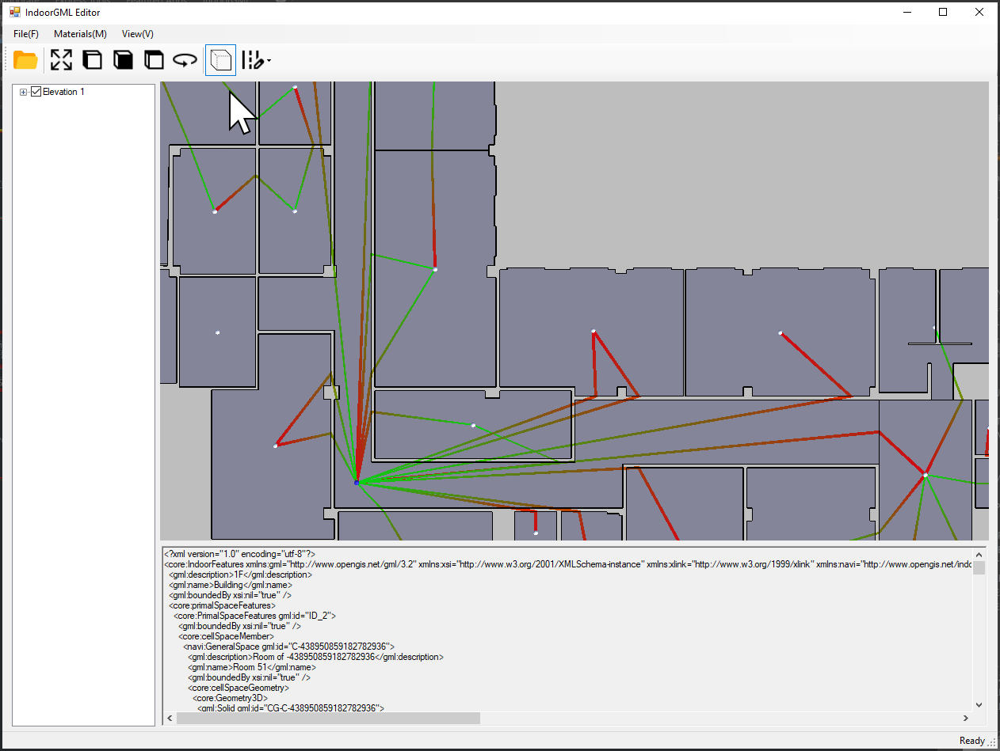 IndoorGML Editor
File(F) Materials(M) View(V)
Elevation 1
<?xml version="1.0" encoding="utf-8"?>
<core:IndoorFeatures xmlns:gml="http://www.opengis.net/gml/3.2" xmlns:xsi="http://www.w3.org/2001/XMLSchema-instance" xmlns:xlink="http://www.w3.org/1999/xlink" xmlns:navi="http://www.opengis.net/indo
<gml:description>1F</gml:description>
<gml:name>Building</gml:name>
<gml:boundedBy xsi:nil="true" />
<core:primalSpaceFeatures>
<core:PrimalSpaceFeatures gml:id="ID_2">
<gml:boundedBy xsi:nil="true" />
<core:cellSpaceMember>
<navi:GeneralSpace gml:id="C-438950859182782936">
<gml:description>Room of -438950859182782936</gml:description>
<gml:name>Room 51</gml:name>
<gml:boundedBy xsi:nil="true" />
<core:cellSpaceGeometry>
<core:Geometry3D>
<gml:Solid gml:id="CG-C-438950859182782936">
Ready